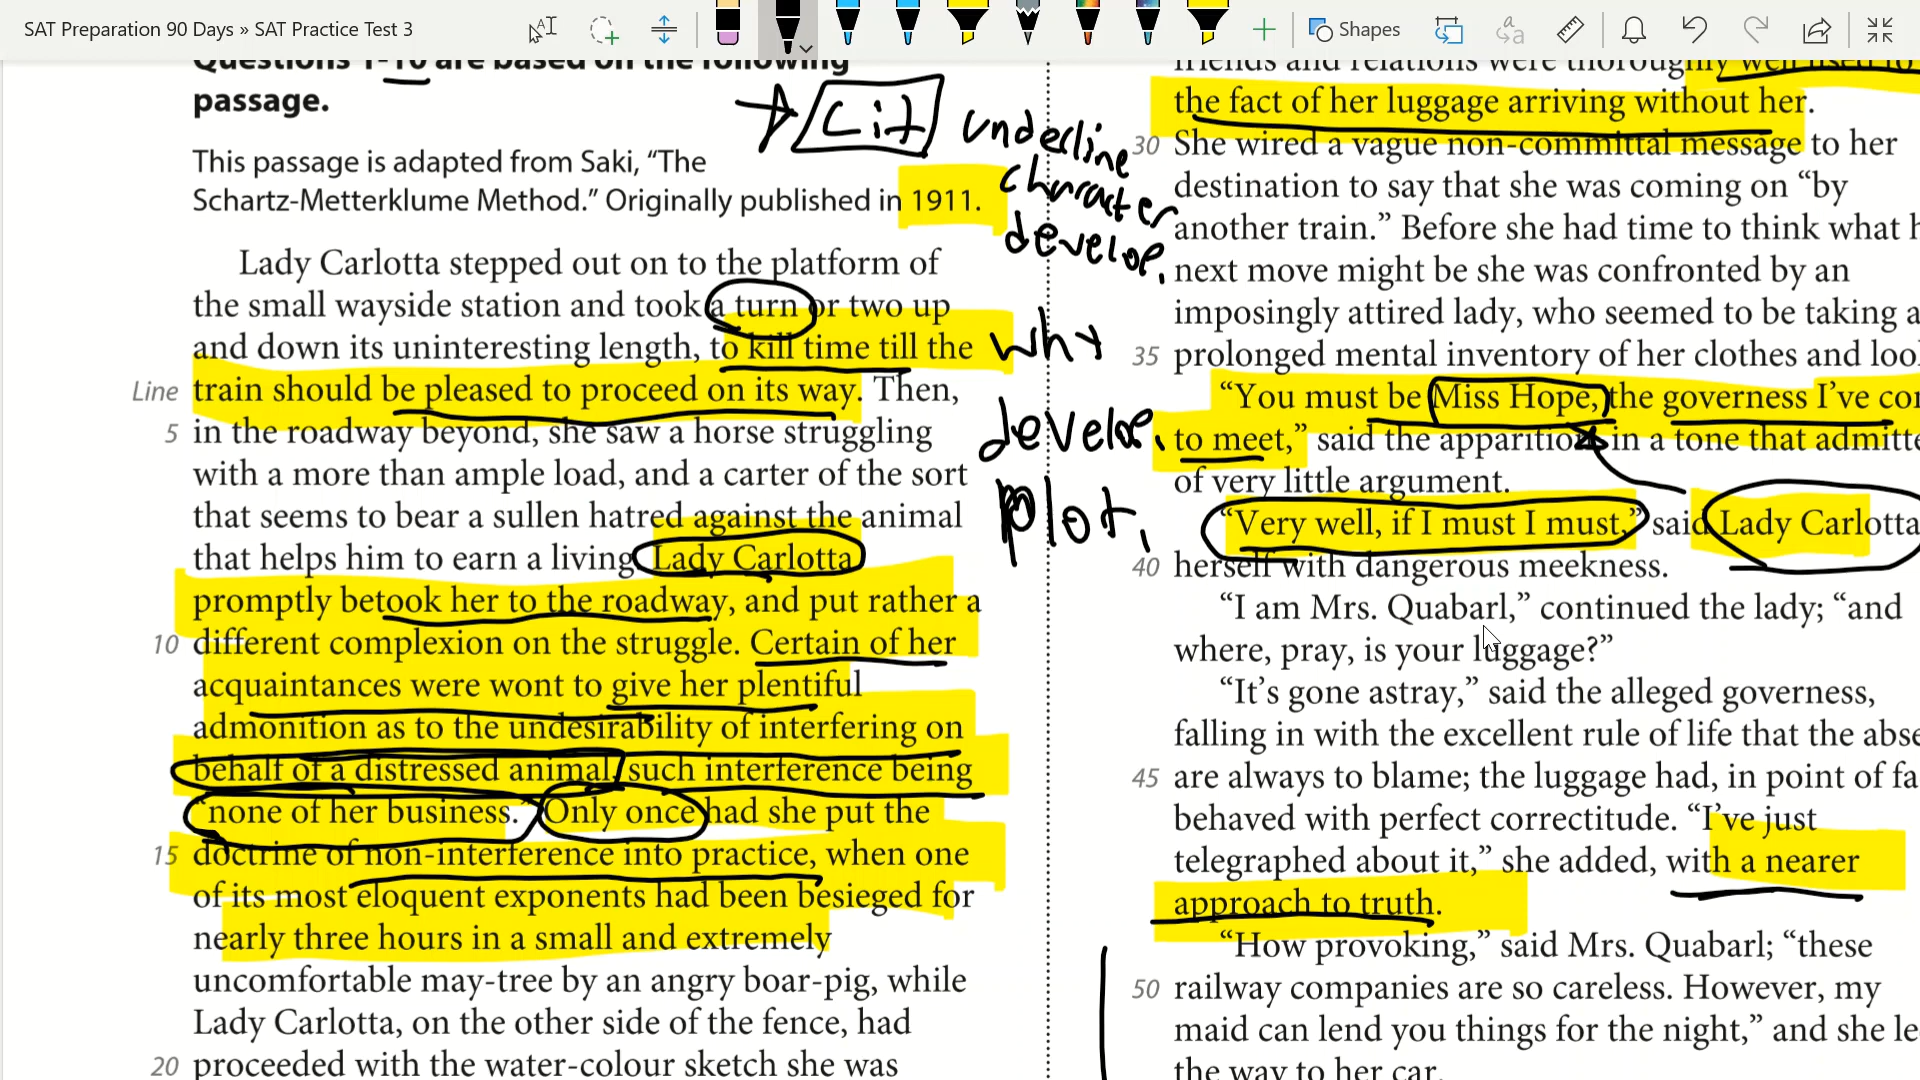 SAT Preparation 90 Days » SAT Practice Test 3
Shapes
Questions 1-10 are based on the following
passage.
This passage is adapted from Saki, “The
Schartz-Metterklume Method.” Originally published in 1911.
Lady Carlotta stepped out on to the platform of
the small wayside station and took a turn or two up
and down its uninteresting length, to kill time till the
Line train should be pleased to proceed on its way. Then,
5 in the roadway beyond, she saw a horse struggling
with a more than ample load, and a carter of the sort
that seems to bear a sullen hatred against the animal
that helps him to earn a living. Lady Carlotta
promptly betook her to the roadway, and put rather a
10 different complexion on the struggle. Certain of her
acquaintances were wont to give her plentiful
admonition as to the undesirability of interfering on
behalf of a distressed animal, such interference being
“none of her business.” Only once had she put the
15 doctrine of non-interference into practice, when one
of its most eloquent exponents had been besieged for
nearly three hours in a small and extremely
uncomfortable may-tree by an angry boar-pig, while
Lady Carlotta, on the other side of the fence, had
20 proceeded with the water-colour sketch she was
Lit underline
character
develop.
why
develop.
plot.
friends and relations were thoroughly well used to
the fact of her luggage arriving without her.
30 She wired a vague non-committal message to her
destination to say that she was coming on “by
another train.” Before she had time to think what h
next move might be she was confronted by an
imposingly attired lady, who seemed to be taking a
35 prolonged mental inventory of her clothes and loo
“You must be Miss Hope, the governess I’ve co
to meet,” said the apparition, in a tone that admitte
of very little argument.
“Very well, if I must I must,” said Lady Carlotta
40 herself with dangerous meekness.
“I am Mrs. Quabarl,” continued the lady; “and
where, pray, is your luggage?”
“It’s gone astray,” said the alleged governess,
falling in with the excellent rule of life that the abse
45 are always to blame; the luggage had, in point of fa
behaved with perfect correctitude. “I’ve just
telegraphed about it,” she added, with a nearer
approach to truth.
“How provoking,” said Mrs. Quabarl; “these
50 railway companies are so careless. However, my
maid can lend you things for the night,” and she le
the way to her car.